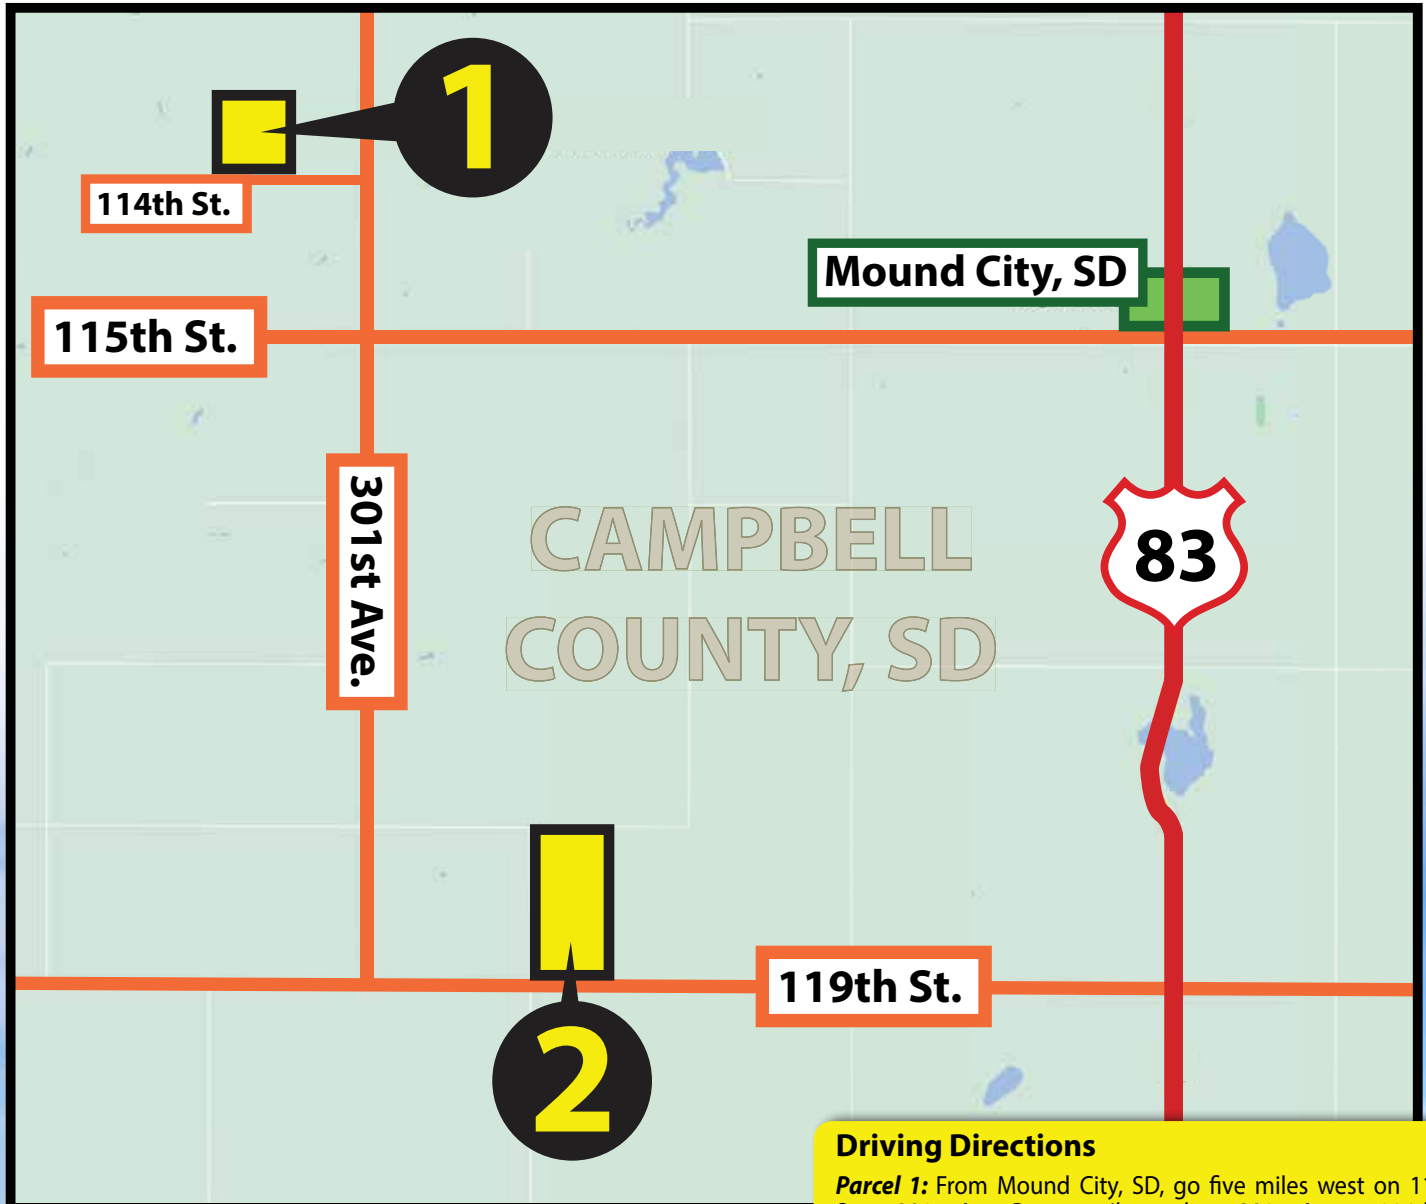 1
114th St.
Mound City, SD
115th St.
301st Ave.
CAMPBELL
COUNTY, SD
83
119th St.
2
Driving Directions
Parcel 1: From Mound City, SD, go five miles west on